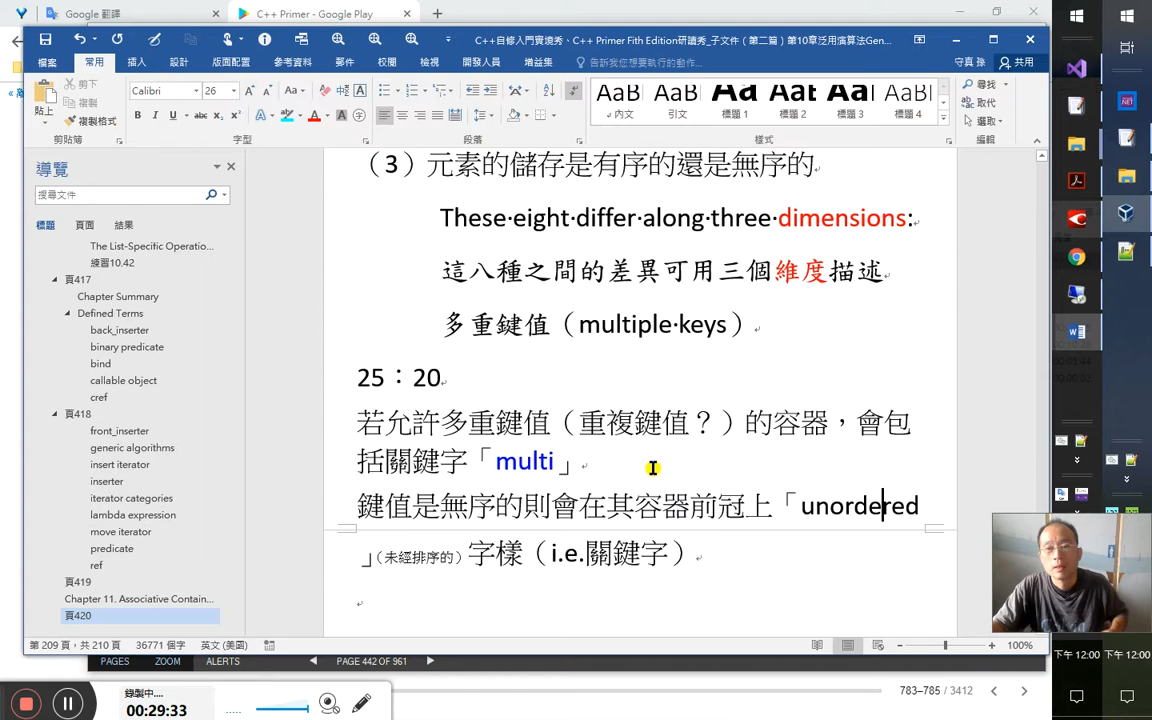 Google 翻譯
C++ Primer - Google Play
C++自修入門實境秀、C++ Primer Fith Edition研讀秀_子文件（第二篇）第10章泛用演算法Gen...
檔案 常用 插入 設計 版面配置 參考資料 郵件 校閱 檢視 開發人員 增益集 告訴我您想要執行的動作... 守真 孫 共用
貼上 剪下 複製 複製格式
Calibri 26
AaB AaB Aa Aat Aal AaBl
內文 引文 標題 1 標題 2 標題 3 標題 4
尋找 取代 選取
剪貼簿 字型 段落 樣式 編輯
導覽
搜尋文件
標題 頁面 結果
The List-Specific Operatio...
練習10.42
頁417
Chapter Summary
Defined Terms
back_inserter
binary predicate
bind
callable object
cref
頁418
front_inserter
generic algorithms
insert iterator
inserter
iterator categories
lambda expression
predicate
ref
頁419
Chapter 11. Associative Contain...
頁420
（3）元素的儲存是有序的還是無序的
These eight differ along three dimensions:
這八種之間的差異可用三個維度描述
多重鍵值（multiple keys）
25：20
若允許多重鍵值（重複鍵值？）的容器，會包
括關鍵字「multi」
鍵值是無序的則會在其容器前冠上「unordered
」(未經排序的) 字樣（i.e.關鍵字）
第 209 頁，共 210 頁 36771 個字 英文 (美國) 100%
PAGES ZOOM ALERTS PAGE 442 OF 961
錄製中....
00:29:33
783–785 / 3412
下午 12:00 下午 12:00